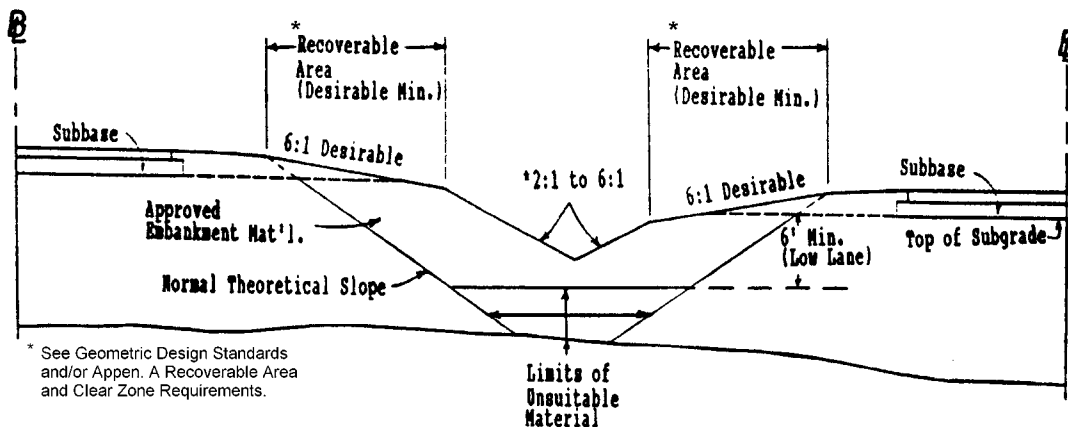 *
Recoverable
Area
(Desirable Min.)
*
Recoverable
Area
(Desirable Min.)
Subbase
6:1 Desirable
*2:1 to 6:1
6:1 Desirable
Subbase
Approved
Embankment Mat'l.
6' Min.
(Low Lane)
Top of Subgrade
Normal Theoretical Slope
* See Geometric Design Standards
and/or Appen. A Recoverable Area
and Clear Zone Requirements.
Limits of
Unsuitable
Material